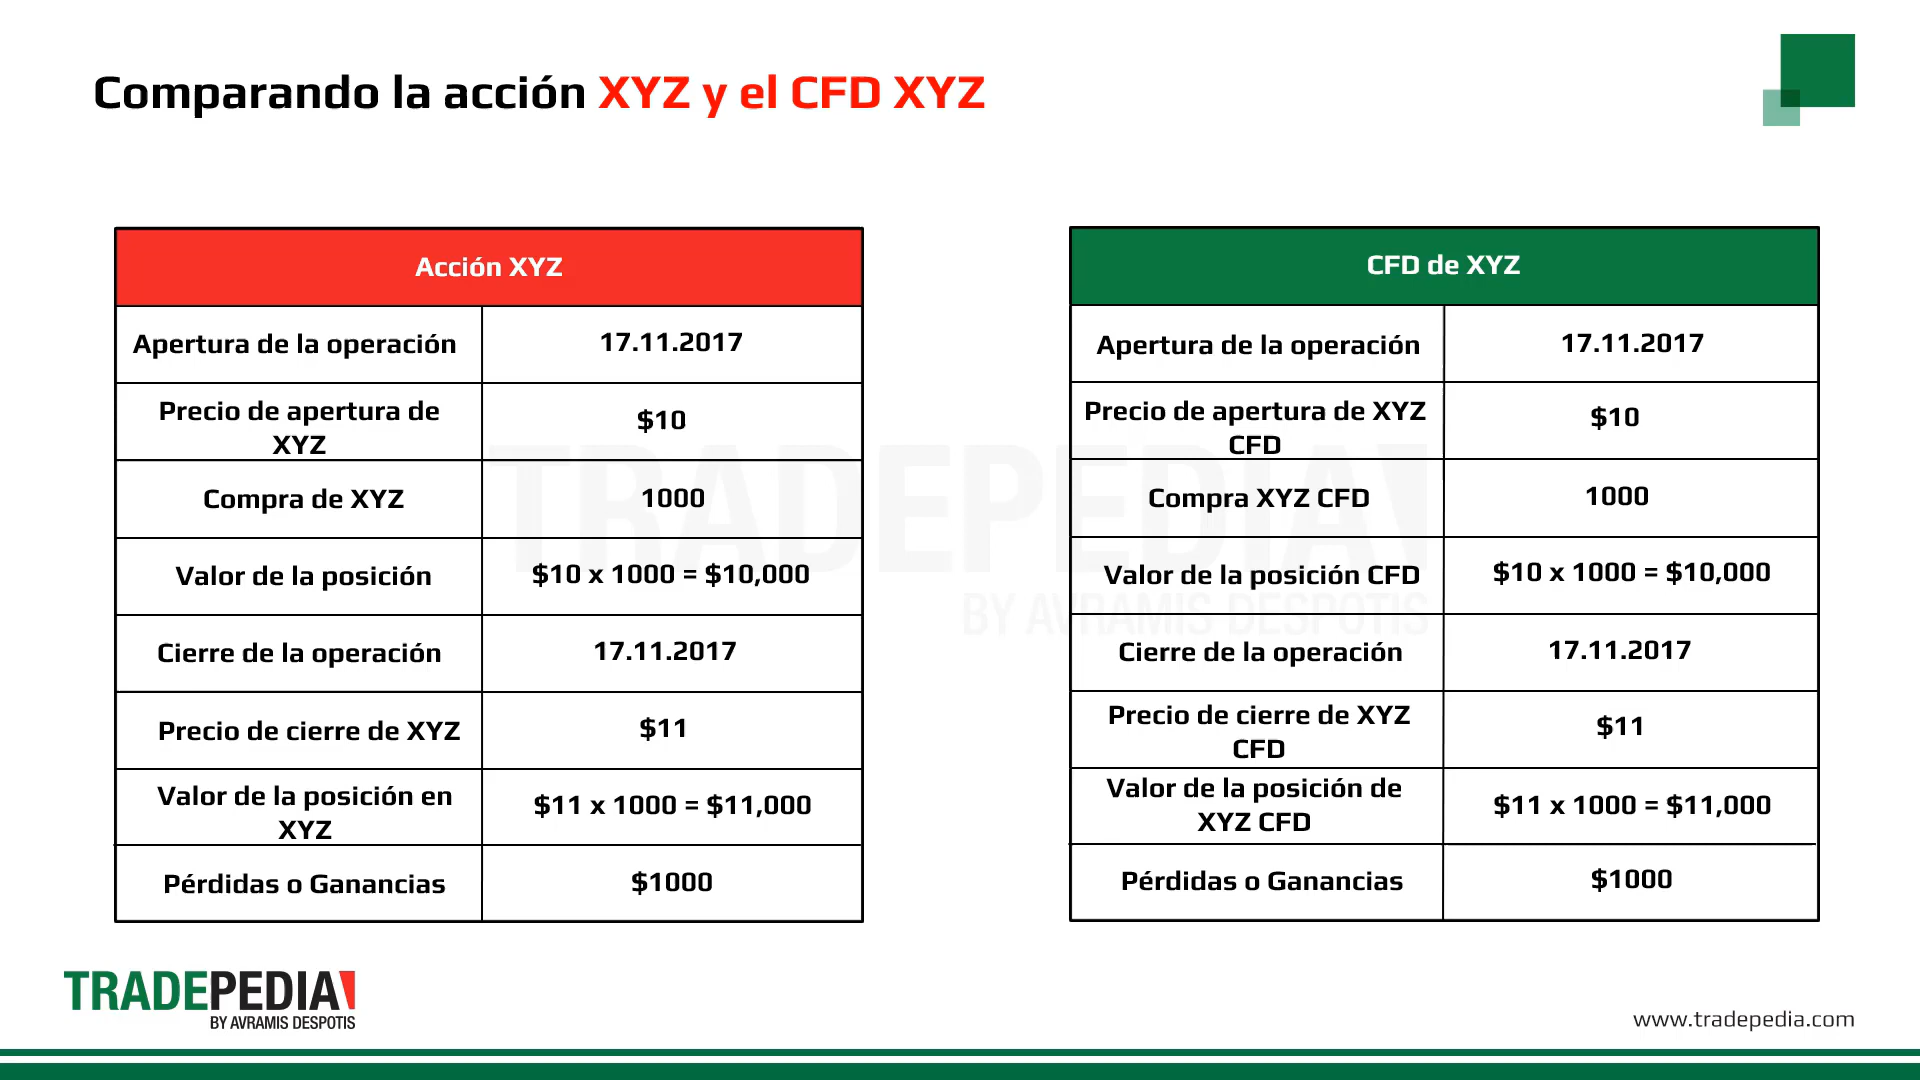 Comparando la acción XYZ y el CFD XYZ
Acción XYZ
Apertura de la operación 17.11.2017
Precio de apertura de
XYZ
$10
Compra de XYZ 1000
Valor de la posición $10 x 1000 = $10,000
Cierre de la operación 17.11.2017
Precio de cierre de XYZ $11
Valor de la posición en
XYZ
$11 x 1000 = $11,000
Pérdidas o Ganancias $1000
CFD de XYZ
Apertura de la operación 17.11.2017
Precio de apertura de XYZ
CFD
$10
Compra XYZ CFD 1000
Valor de la posición CFD $10 x 1000 = $10,000
Cierre de la operación 17.11.2017
Precio de cierre de XYZ
CFD
$11
Valor de la posición de
XYZ CFD
$11 x 1000 = $11,000
Pérdidas o Ganancias $1000
TRADEPEDIA
BY AVRAMIS DESPOTIS
TRADEPEDIA
BY AVRAMIS DESPOTIS
www.tradepedia.com